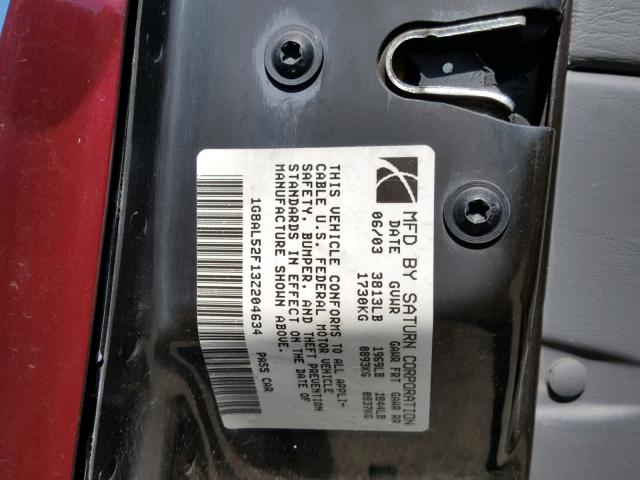 MFD BY SATURN CORPORATION
DATE GVWR GAWR FRT GAWR RR
06/03 3813LB 1969LB 1844LB
1730KG 0893KG 0837KG
THIS VEHICLE CONFORMS TO ALL APPLI-
CABLE U.S. FEDERAL MOTOR VEHICLE
SAFETY, BUMPER, AND THEFT PREVENTION
STANDARDS IN EFFECT ON THE DATE OF
MANUFACTURE SHOWN ABOVE.
1G8AL52F13Z204634 PASS CAR